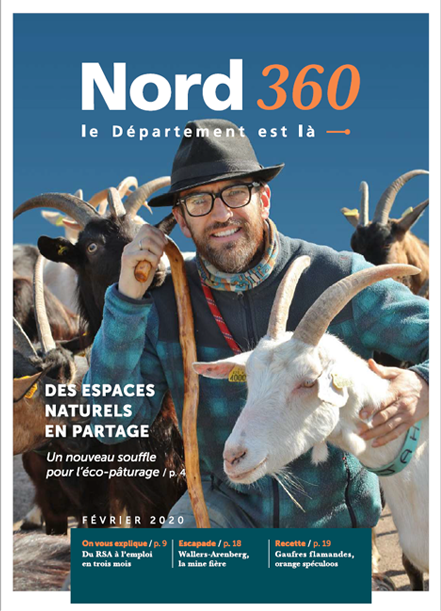 Nord 360
le Département est là
DES ESPACES
NATURELS
EN PARTAGE
Un nouveau souffle
pour l'éco-pâturage / p. 4
FÉVRIER 2020
On vous explique / p. 9
Du RSA à l'emploi
en trois mois
Escapade / p. 18
Wallers-Arenberg,
la mine fière
Recette / p. 19
Gaufres flamandes,
orange spéculoos